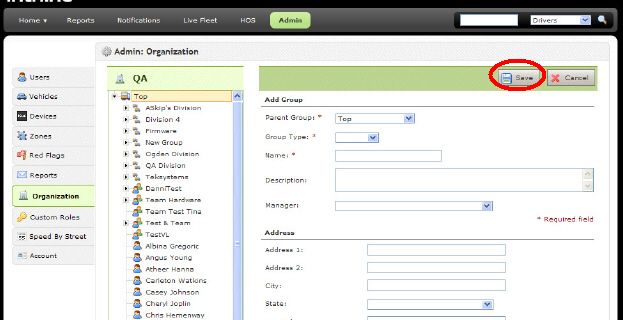 Home Reports Notifications Live Fleet HOS Admin Drivers
Admin: Organization
Users
Vehicles
Devices
Zones
Red Flags
Reports
Organization
Custom Roles
Speed By Street
Account
QA
Top
ASkip's Division
Division 4
Firmware
New Group
Ogden Division
QA Division
Teksystems
DanniTest
Team Hardware
Team Test Tina
Test & Team
TestVL
Albina Gegoric
Angus Young
Atheer Hanna
Carleton Watkins
Casey Johnson
Cheryl Joplin
Chris Hemenway
Save Cancel
Add Group
Parent Group: * Top
Group Type: *
Name: *
Description:
Manager:
* Required field
Address
Address 1:
Address 2:
City:
State: